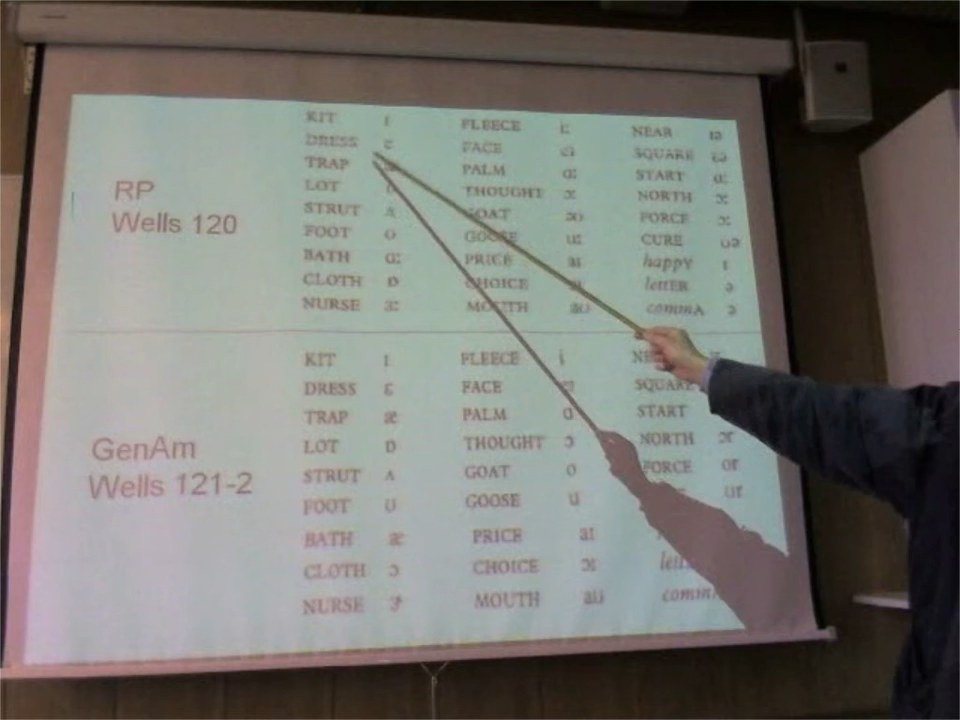 RP
Wells 120
KIT ɪ FLEECE iː NEAR ɪə
DRESS e FACE eɪ SQUARE ɛə
TRAP PALM ɑː START ɑː
LOT THOUGHT ɔː NORTH ɔː
STRUT ʌ GOAT əʊ FORCE ɔː
FOOT ʊ GOOSE uː CURE ʊə
BATH ɑː PRICE aɪ happY ɪ
CLOTH ɒ CHOICE lettER ə
NURSE ɜː MOUTH aʊ commA ə
GenAm
Wells 121-2
KIT ɪ FLEECE i
DRESS ɛ FACE eɪ SQUARE
TRAP æ PALM ɑ START
LOT ɒ THOUGHT ɔ NORTH ɔr
STRUT ʌ GOAT o FORCE or
FOOT ʊ GOOSE u ʊr
BATH æ PRICE aɪ
CLOTH ɔ CHOICE ɔɪ
NURSE ɝ MOUTH aʊ